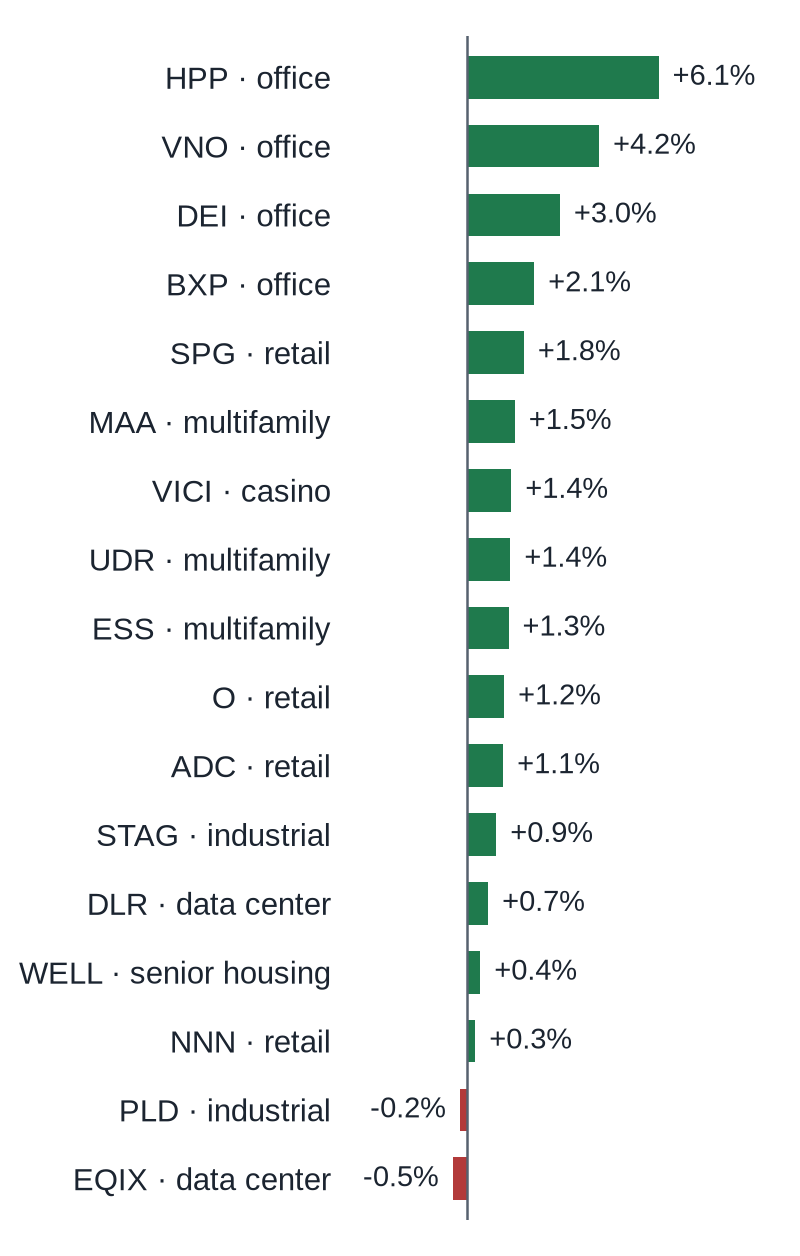 HPP · office +6.1%
VNO · office +4.2%
DEI · office +3.0%
BXP · office +2.1%
SPG · retail +1.8%
MAA · multifamily +1.5%
VICI · casino +1.4%
UDR · multifamily +1.4%
ESS · multifamily +1.3%
O · retail +1.2%
ADC · retail +1.1%
STAG · industrial +0.9%
DLR · data center +0.7%
WELL · senior housing +0.4%
NNN · retail +0.3%
PLD · industrial -0.2%
EQIX · data center -0.5%